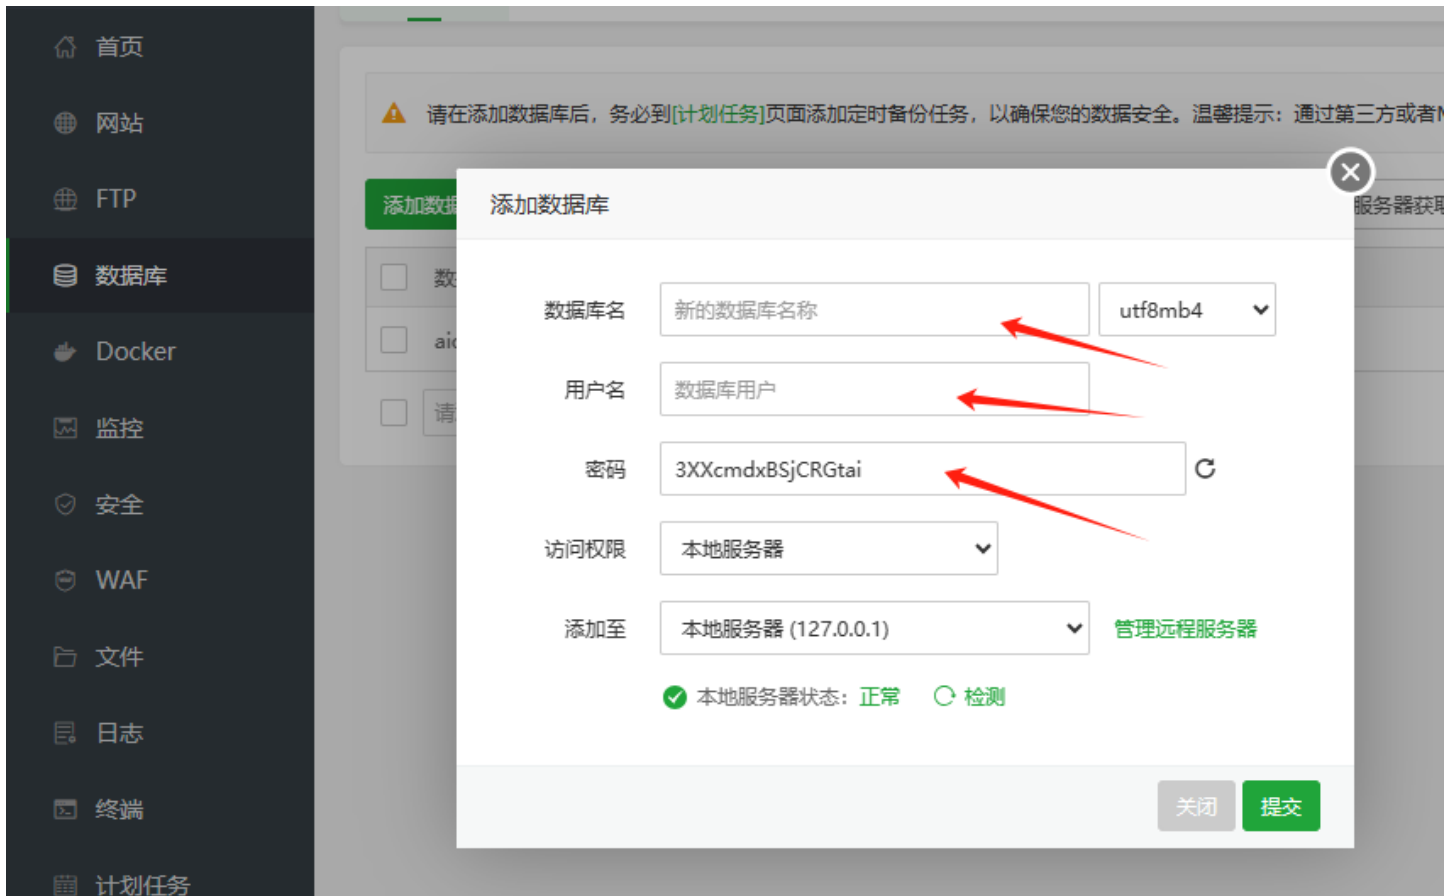 首页
网站
FTP
数据库
Docker
监控
安全
WAF
文件
日志
终端
计划任务
请在添加数据库后，务必到[计划任务]页面添加定时备份任务，以确保您的数据安全。温馨提示：通过第三方或者
添加数据
服务器获取
数
aic
请
添加数据库
数据库名 新的数据库名称 utf8mb4
用户名 数据库用户
密码 3XXcmdxBSjCRGtai
访问权限 本地服务器
添加至 本地服务器 (127.0.0.1) 管理远程服务器
本地服务器状态：正常 检测
关闭 提交